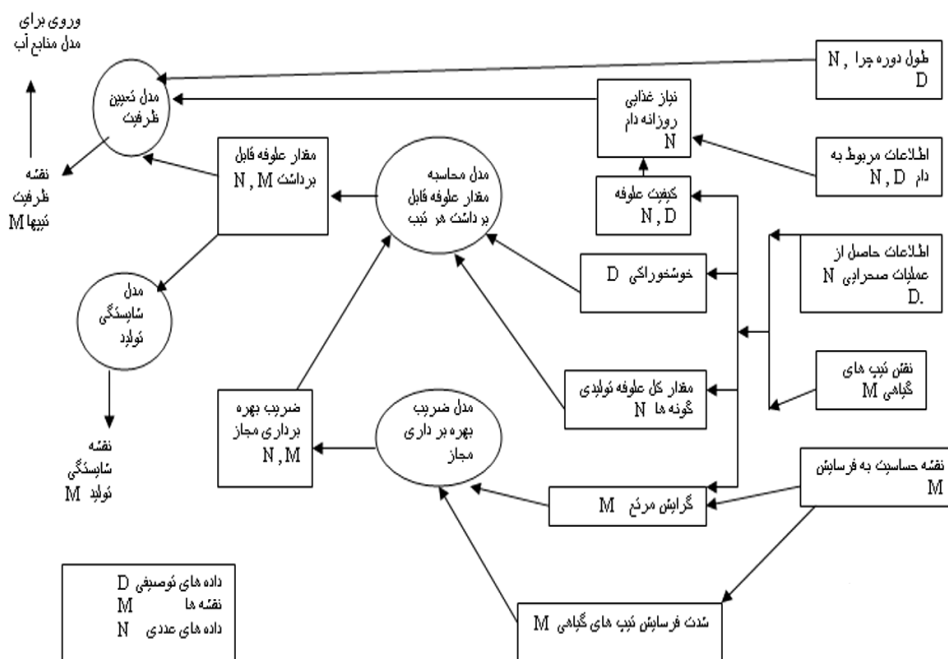 وروی برای
مدل منابع آب
طول دوره چرا N ,
D
مدل تعیین
ظرفیت
نیاز غذایی
روزانه دام
N
اطلاعات مربوط به
دام N, D
نقشه
ظرفیت
تیپها M
مقدار علوفه قابل
برداشت N, M
مدل محاسبه
مقدار علوفه قابل
برداشت هر تیپ
کیفیت علوفه
N, D
اطلاعات حاصل از
عملیات صحرایی N
D.
خوشخوراکی D
مدل
شایستگی
تولید
نقش تیپ های
گیاهی M
مقدار کل علوفه تولیدی
گونه ها N
ضریب بهره
برداری مجاز
N, M
مدل ضریب
بهره بر داری
مجاز
نقشه
شایستگی
تولید M
نقشه حساسیت به فرسایش
M
گرایش مرتع M
شدت فرسایش تیپ های گیاهی M
داده های توصیفی D
نقشه ها M
داده های عددی N